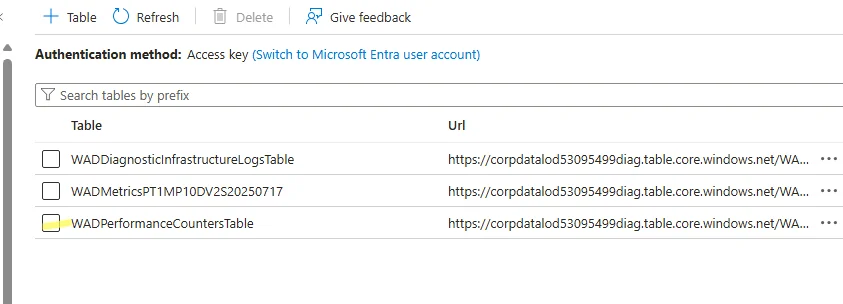 Table Refresh Delete Give feedback
Authentication method: Access key (Switch to Microsoft Entra user account)
Search tables by prefix
Table Url
WADDiagnosticInfrastructureLogsTable https://corpdatalod53095499diag.table.core.windows.net/WA... ...
WADMetricsPT1MP10DV2S20250717 https://corpdatalod53095499diag.table.core.windows.net/WA... ...
WADPerformanceCountersTable https://corpdatalod53095499diag.table.core.windows.net/WA... ...